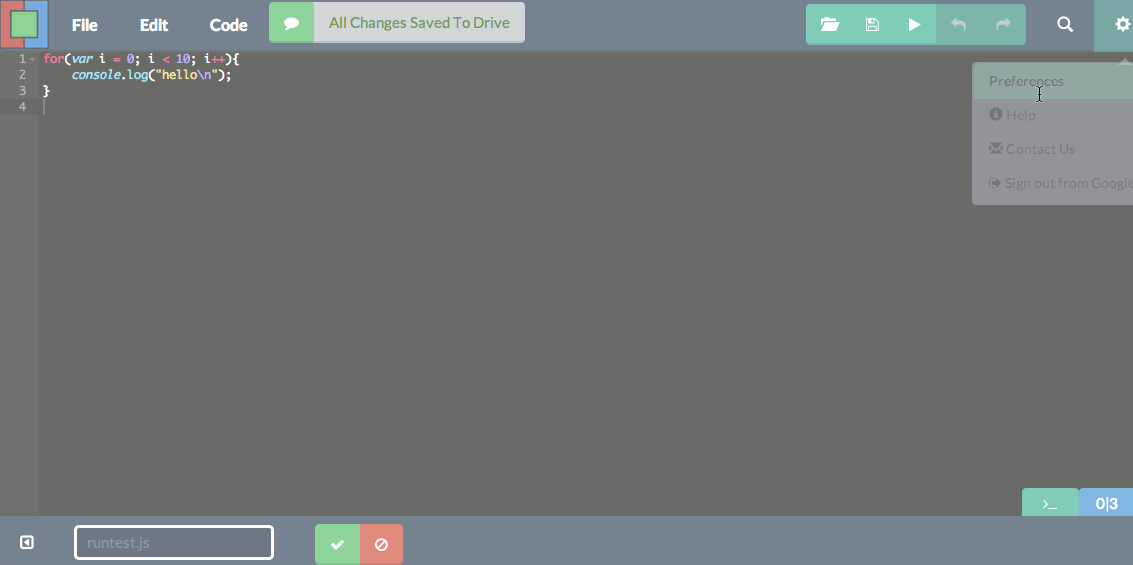 File Edit Code All Changes Saved To Drive
1 for(var i = 0; i < 10; i++){
2 console.log("hello\n");
3 }
4
Preferences
Help
Contact Us
Sign out from Google
>_ 0|3
runtest.js